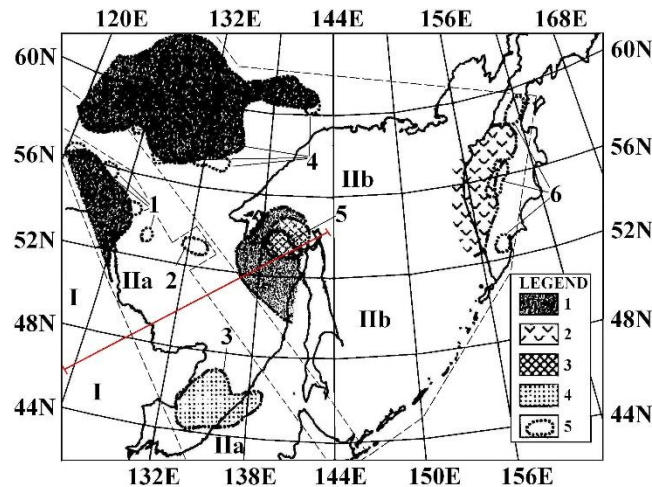 120E 132E 144E 156E 168E
60N 60N
4
56N 56N
IIb
1 6
5
52N 52N
2
IIa
I IIb
LEGEND
1
48N 3 2 48N
3
I 4
44N 5 44N
IIa
132E 138E 144E 150E 156E